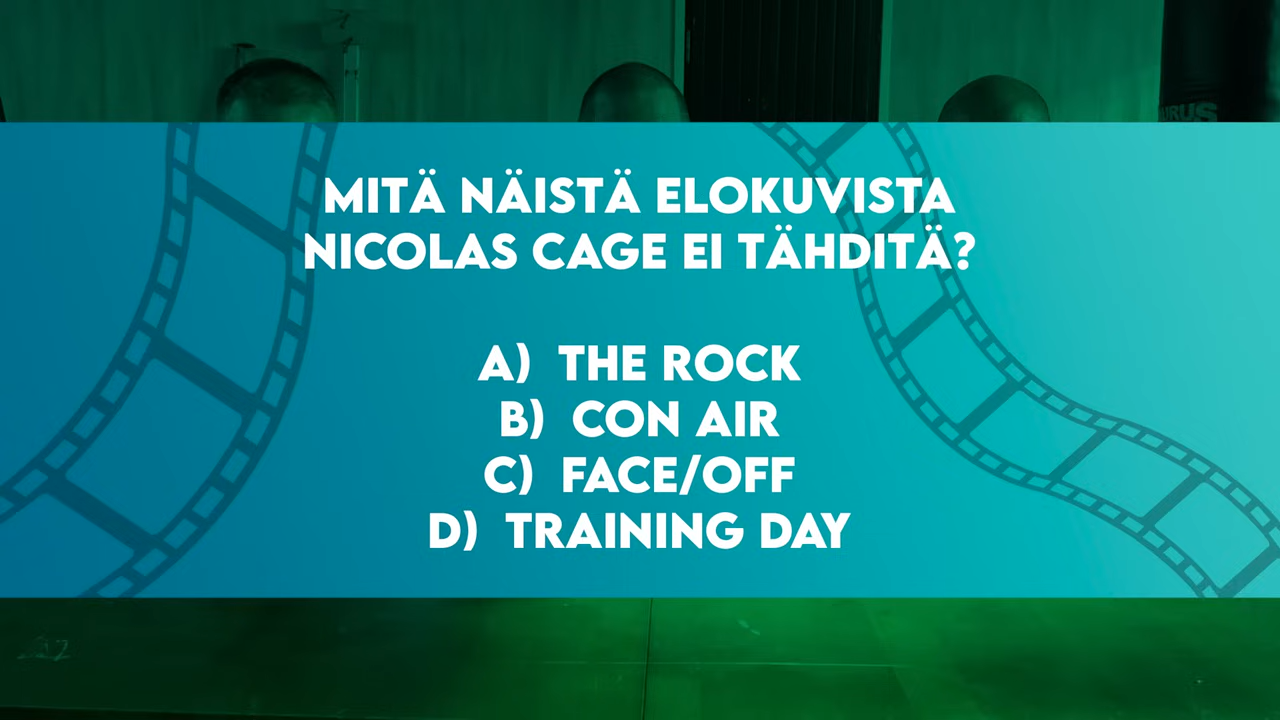 MITÄ NÄISTÄ ELOKUVISTA
NICOLAS CAGE EI TÄHDITÄ?
A) THE ROCK
B) CON AIR
C) FACE/OFF
D) TRAINING DAY